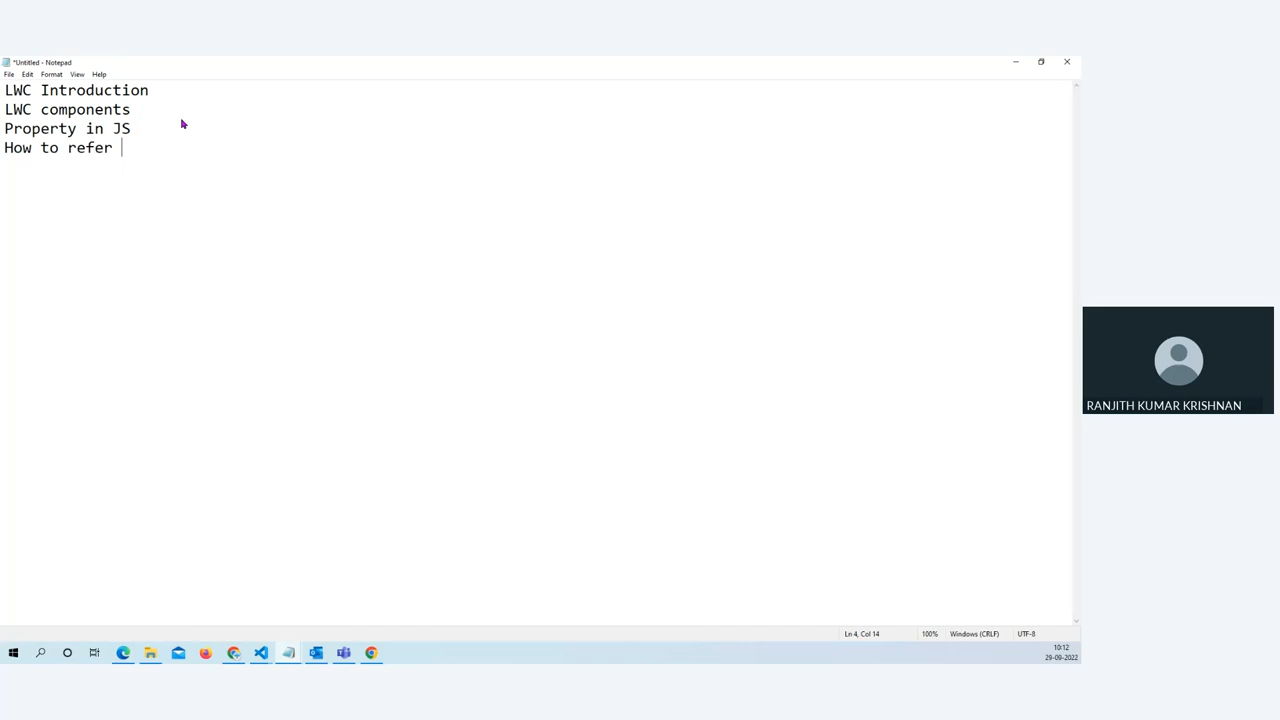 *Untitled - Notepad
File Edit Format View Help
LWC Introduction
LWC components
Property in JS
How to refer
RANJITH KUMAR KRISHNAN
Ln 4, Col 14 100% Windows (CRLF) UTF-8
10:12
29-09-2022